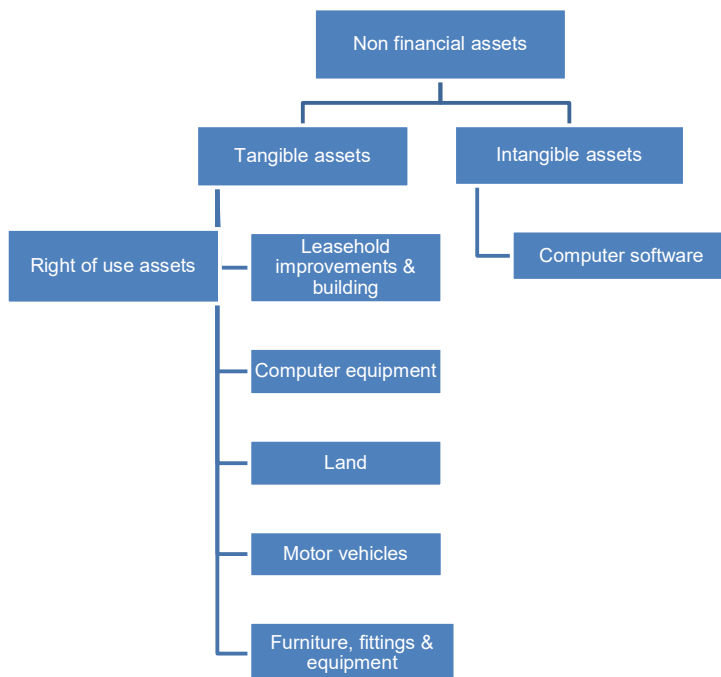 Non financial assets
Tangible assets
Intangible assets
Right of use assets
Leasehold
improvements &
building
Computer software
Computer equipment
Land
Motor vehicles
Furniture, fittings &
equipment